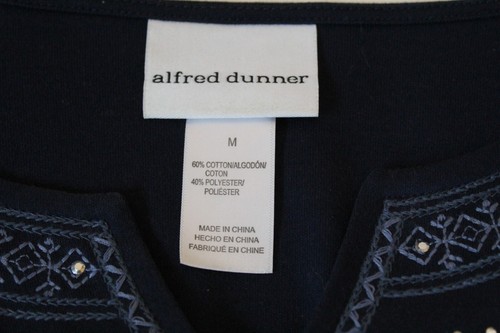 alfred dunner
M
60% COTTON/ALGODÓN/
COTON
40% POLYESTER/
POLIÉSTER
MADE IN CHINA
HECHO EN CHINA
FABRIQUÉ EN CHINE